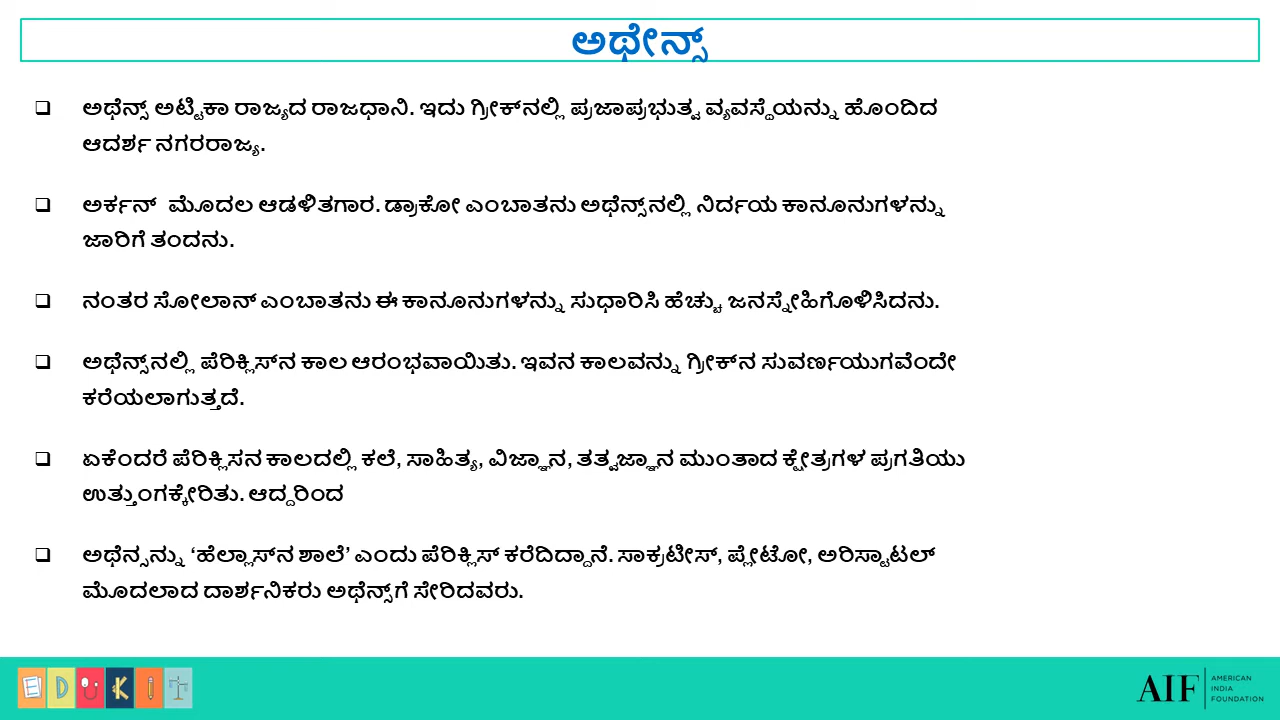 ಅಥೇನ್ಸ್
❑ ಅಥೆನ್ಸ್ ಅಟ್ಟಿಕಾ ರಾಜ್ಯದ ರಾಜಧಾನಿ. ಇದು ಗ್ರೀಕ್‌ನಲ್ಲಿ ಪ್ರಜಾಪ್ರಭುತ್ವ ವ್ಯವಸ್ಥೆಯನ್ನು ಹೊಂದಿದ
ಆದರ್ಶ ನಗರರಾಜ್ಯ.
❑ ಅರ್ಕನ್ ಮೊದಲ ಆಡಳಿತಗಾರ. ಡ್ರಾಕೋ ಎಂಬಾತನು ಅಥೆನ್ಸ್‌ನಲ್ಲಿ ನಿರ್ದಯ ಕಾನೂನುಗಳನ್ನು
ಜಾರಿಗೆ ತಂದನು.
❑ ನಂತರ ಸೋಲಾನ್ ಎಂಬಾತನು ಈ ಕಾನೂನುಗಳನ್ನು ಸುಧಾರಿಸಿ ಹೆಚ್ಚು ಜನಸ್ನೇಹಿಗೊಳಿಸಿದನು.
❑ ಅಥೆನ್ಸ್‌ನಲ್ಲಿ ಪೆರಿಕ್ಲಿಸ್‌ನ ಕಾಲ ಆರಂಭವಾಯಿತು. ಇವನ ಕಾಲವನ್ನು ಗ್ರೀಕ್‌ನ ಸುವರ್ಣಯುಗವೆಂದೇ
ಕರೆಯಲಾಗುತ್ತದೆ.
❑ ಏಕೆಂದರೆ ಪೆರಿಕ್ಲಿಸನ ಕಾಲದಲ್ಲಿ ಕಲೆ, ಸಾಹಿತ್ಯ, ವಿಜ್ಞಾನ, ತತ್ವಜ್ಞಾನ ಮುಂತಾದ ಕ್ಷೇತ್ರಗಳ ಪ್ರಗತಿಯು
ಉತ್ತುಂಗಕ್ಕೇರಿತು. ಆದ್ದರಿಂದ
❑ ಅಥೆನ್ಸನ್ನು ‘ಹೆಲ್ಲಾಸ್‌ನ ಶಾಲೆ’ ಎಂದು ಪೆರಿಕ್ಲಿಸ್ ಕರೆದಿದ್ದಾನೆ. ಸಾಕ್ರಟೀಸ್, ಪ್ಲೇಟೋ, ಅರಿಸ್ಟಾಟಲ್
ಮೊದಲಾದ ದಾರ್ಶನಿಕರು ಅಥೆನ್ಸ್‌ಗೆ ಸೇರಿದವರು.
EDUKIT
AIF AMERICAN
INDIA
FOUNDATION